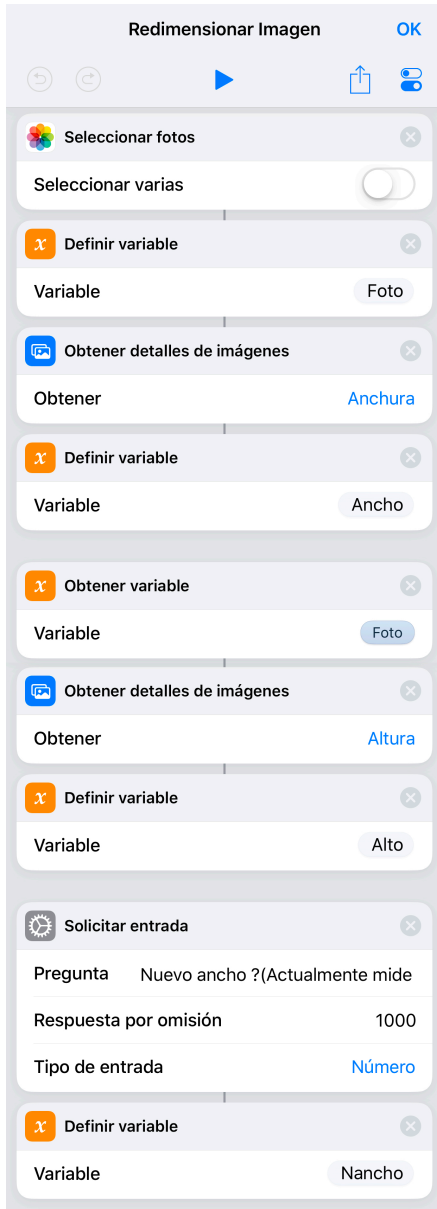 Redimensionar Imagen OK
Seleccionar fotos
Seleccionar varias
x Definir variable
Variable Foto
Obtener detalles de imágenes
Obtener Anchura
x Definir variable
Variable Ancho
x Obtener variable
Variable Foto
Obtener detalles de imágenes
Obtener Altura
x Definir variable
Variable Alto
Solicitar entrada
Pregunta Nuevo ancho ?(Actualmente mide
Respuesta por omisión 1000
Tipo de entrada Número
x Definir variable
Variable Nancho